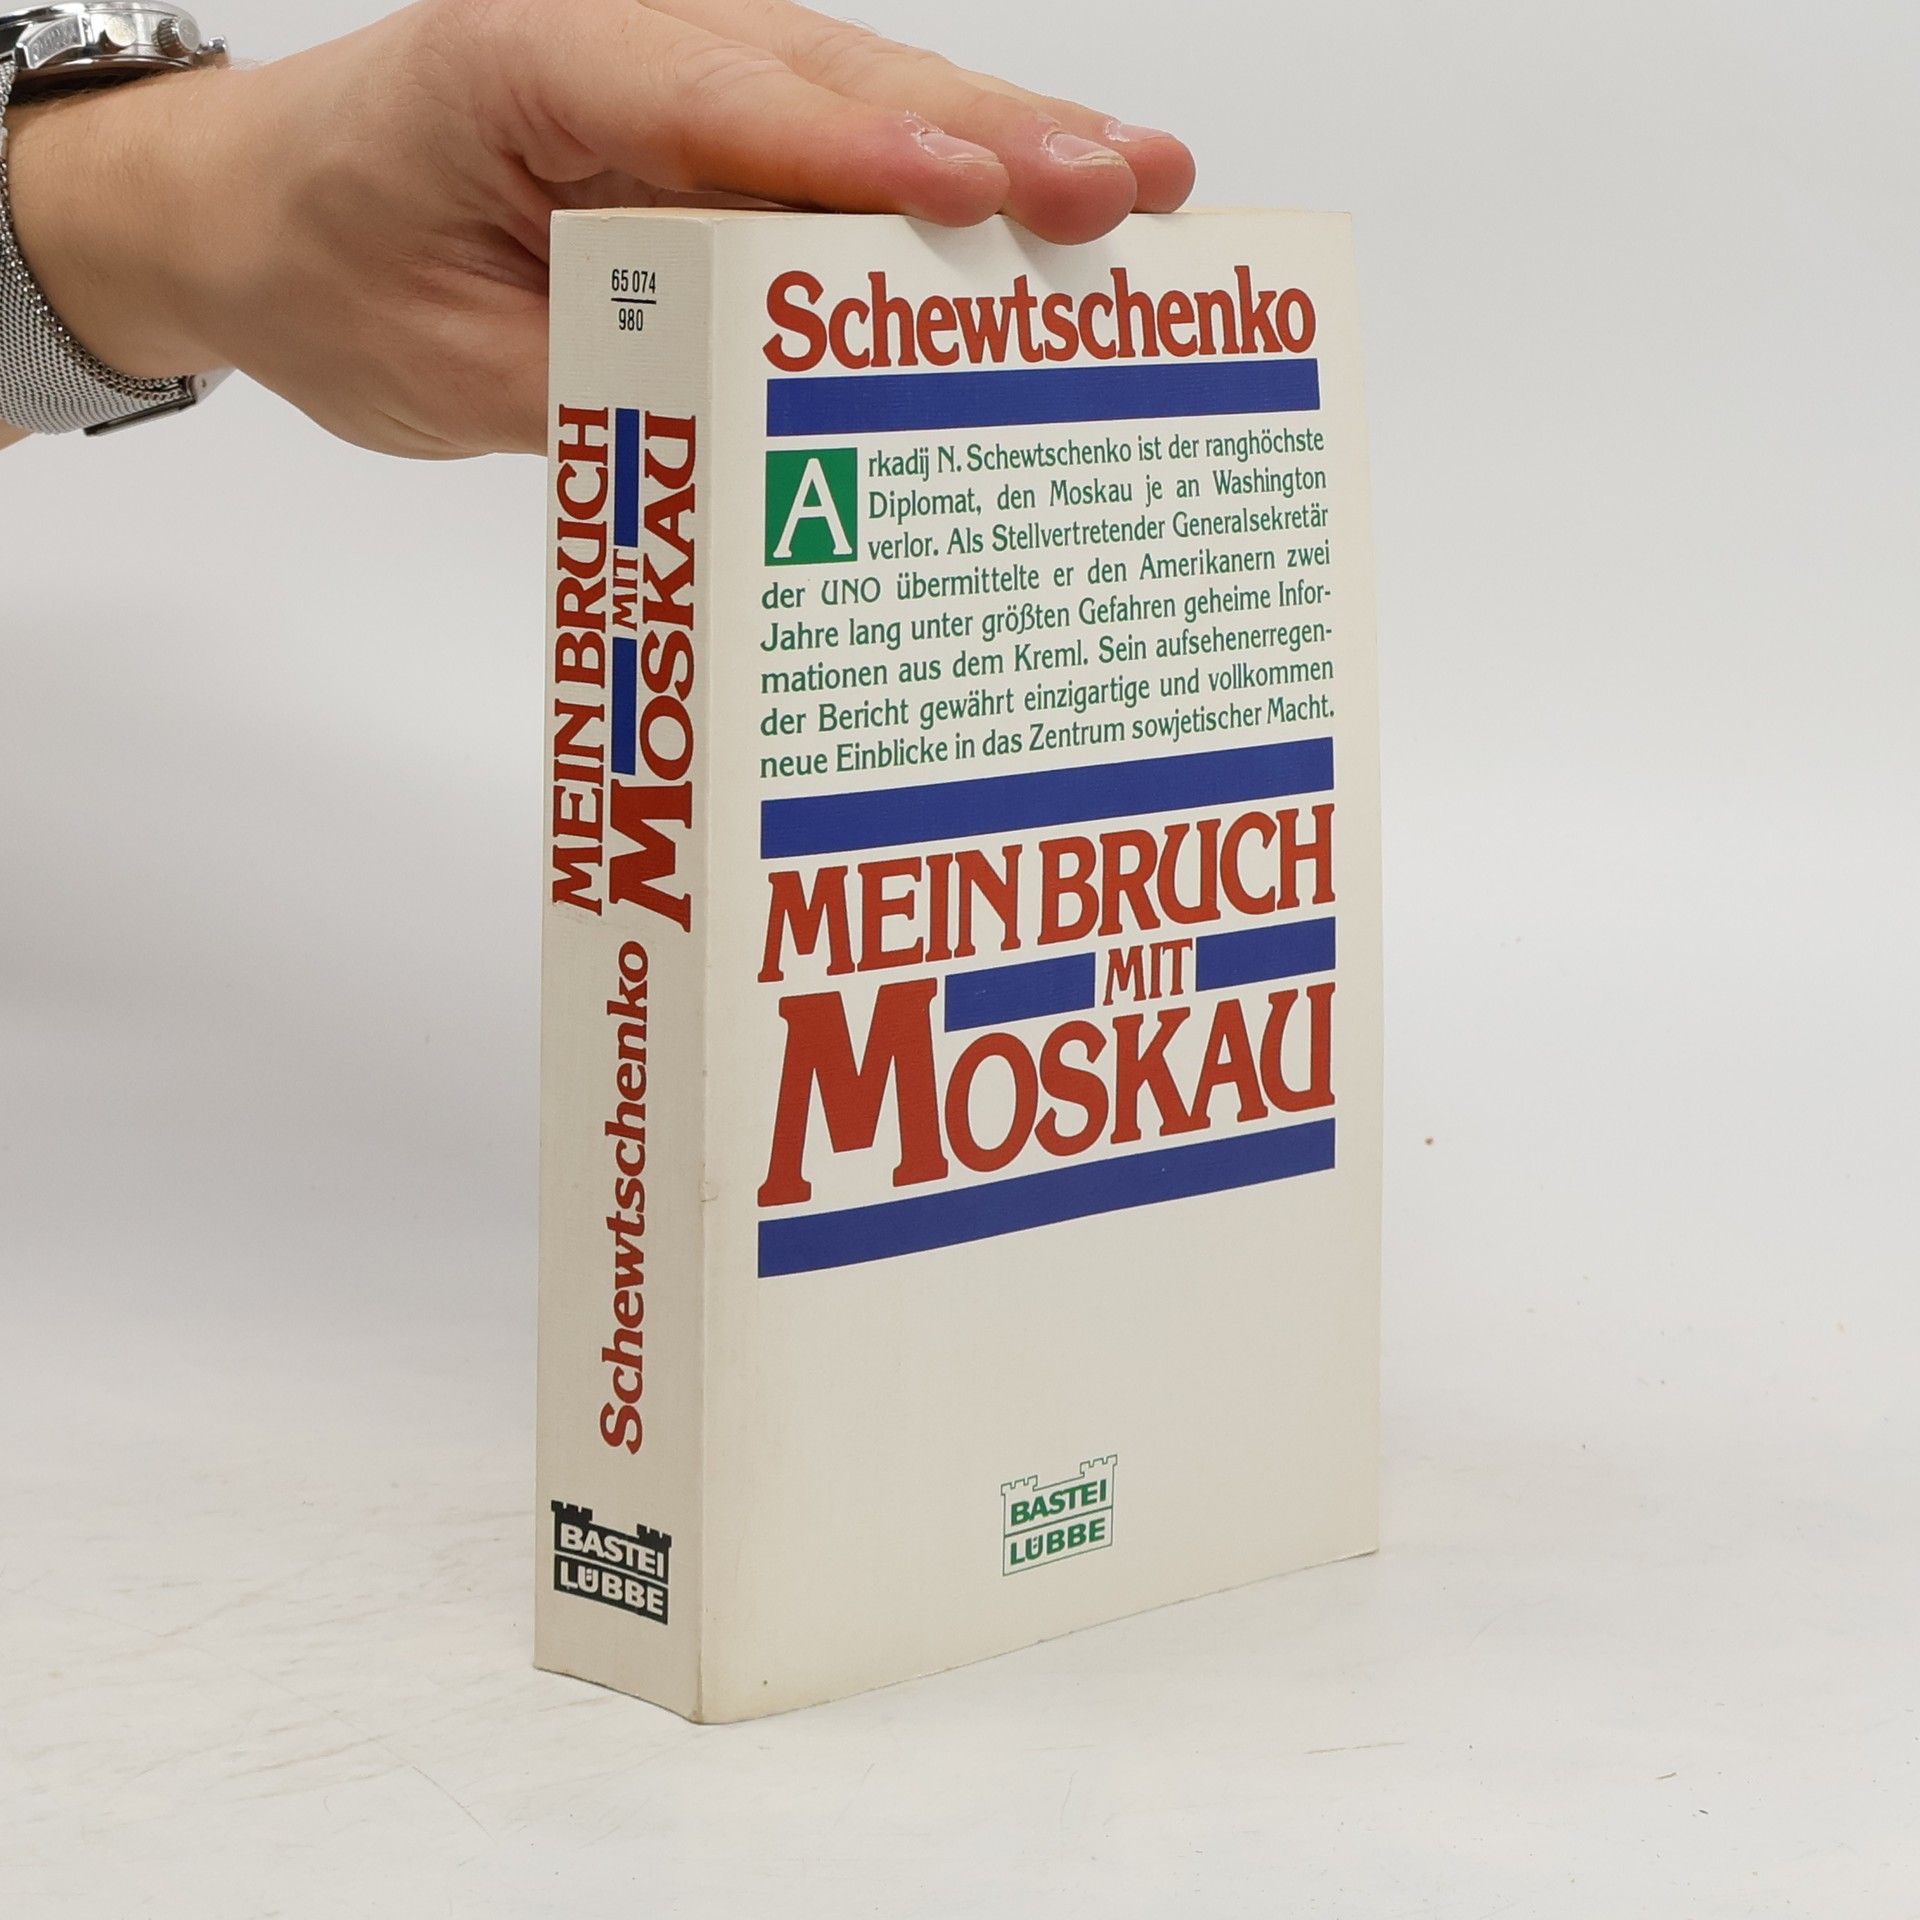 65 074
980
MEIN BRUCH
MIT
MOSKAU
Schewtschenko
BASTEI
LÜBBE
Schewtschenko
Arkadij N. Schewtschenko ist der ranghöchste
Diplomat, den Moskau je an Washington
verlor. Als Stellvertretender Generalsekretär
der UNO übermittelte er den Amerikanern zwei
Jahre lang unter größten Gefahren geheime Infor-
mationen aus dem Kreml. Sein aufsehenerregen-
der Bericht gewährt einzigartige und vollkommen
neue Einblicke in das Zentrum sowjetischer Macht.
MEIN BRUCH
MIT
MOSKAU
BASTEI
LÜBBE